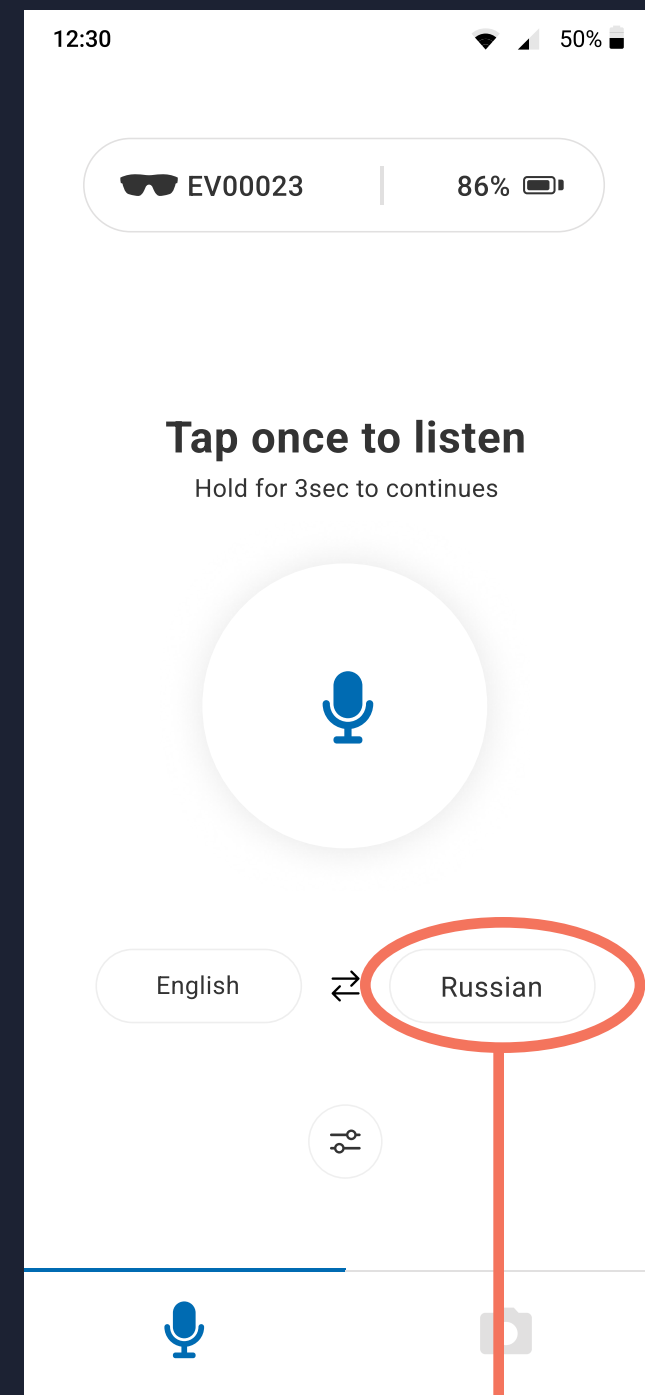 12:30
50%
EV00023
86%
Tap once to listen
Hold for 3sec to continues
English
Russian